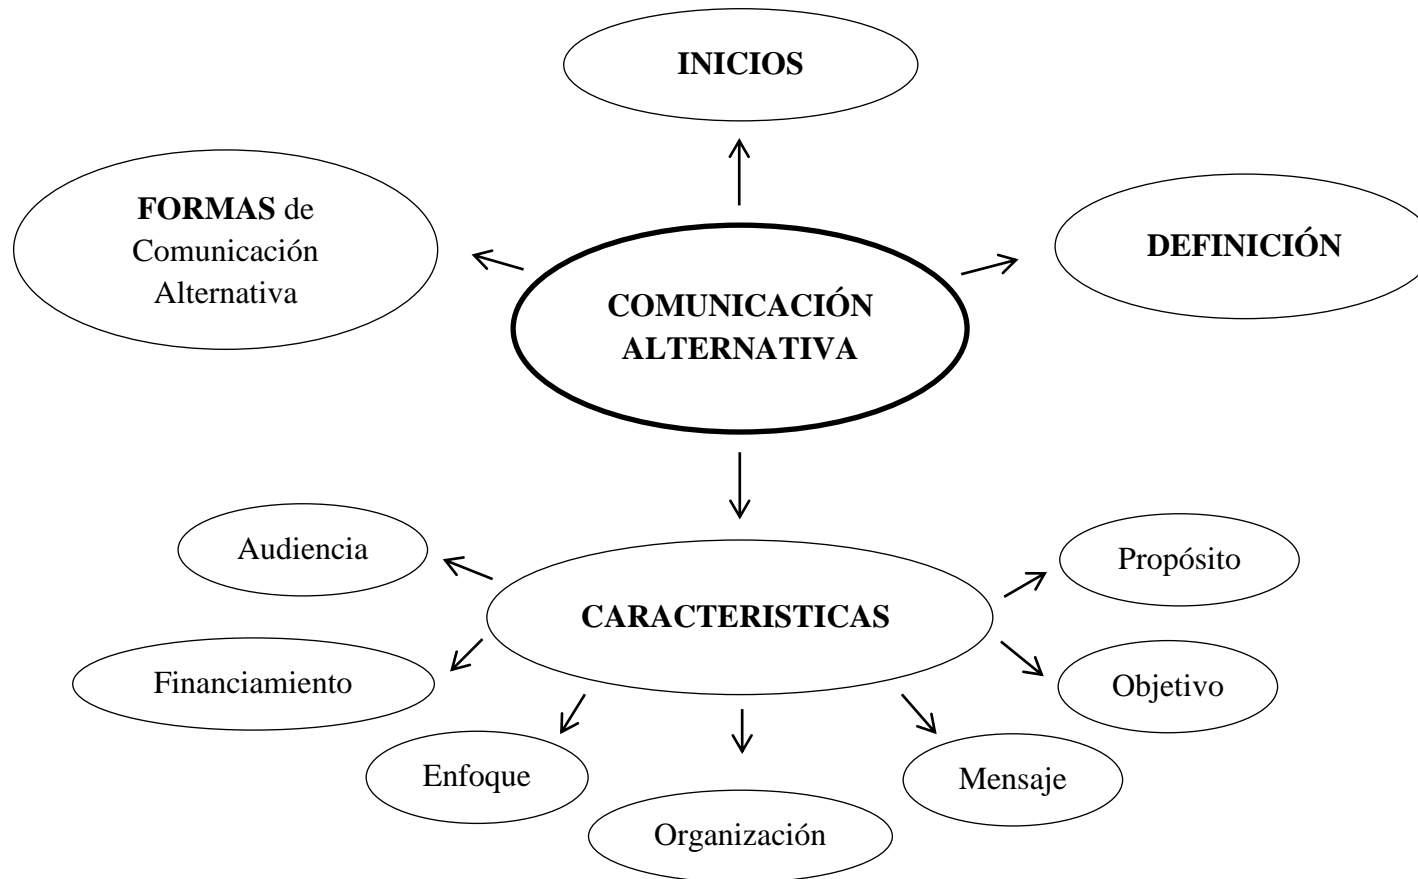 INICIOS
FORMAS de
Comunicación
Alternativa
DEFINICIÓN
COMUNICACIÓN
ALTERNATIVA
Audiencia
Propósito
CARACTERISTICAS
Financiamiento
Objetivo
Enfoque
Mensaje
Organización